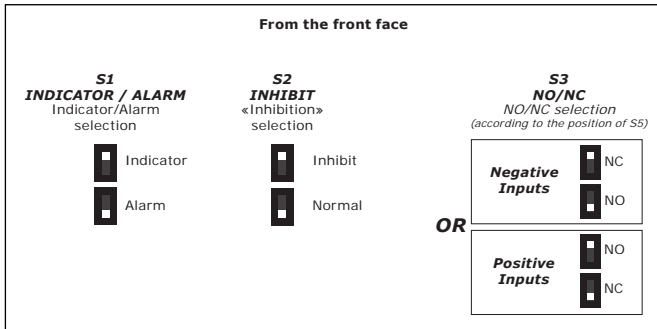 From the front face
S1
INDICATOR / ALARM
Indicator/Alarm
selection
Indicator
Alarm
S2
INHIBIT
«Inhibition»
selection
Inhibit
Normal
S3
NO/NC
NO/NC selection
(according to the position of S5)
Negative
Inputs
NC
NO
OR
Positive
Inputs
NO
NC